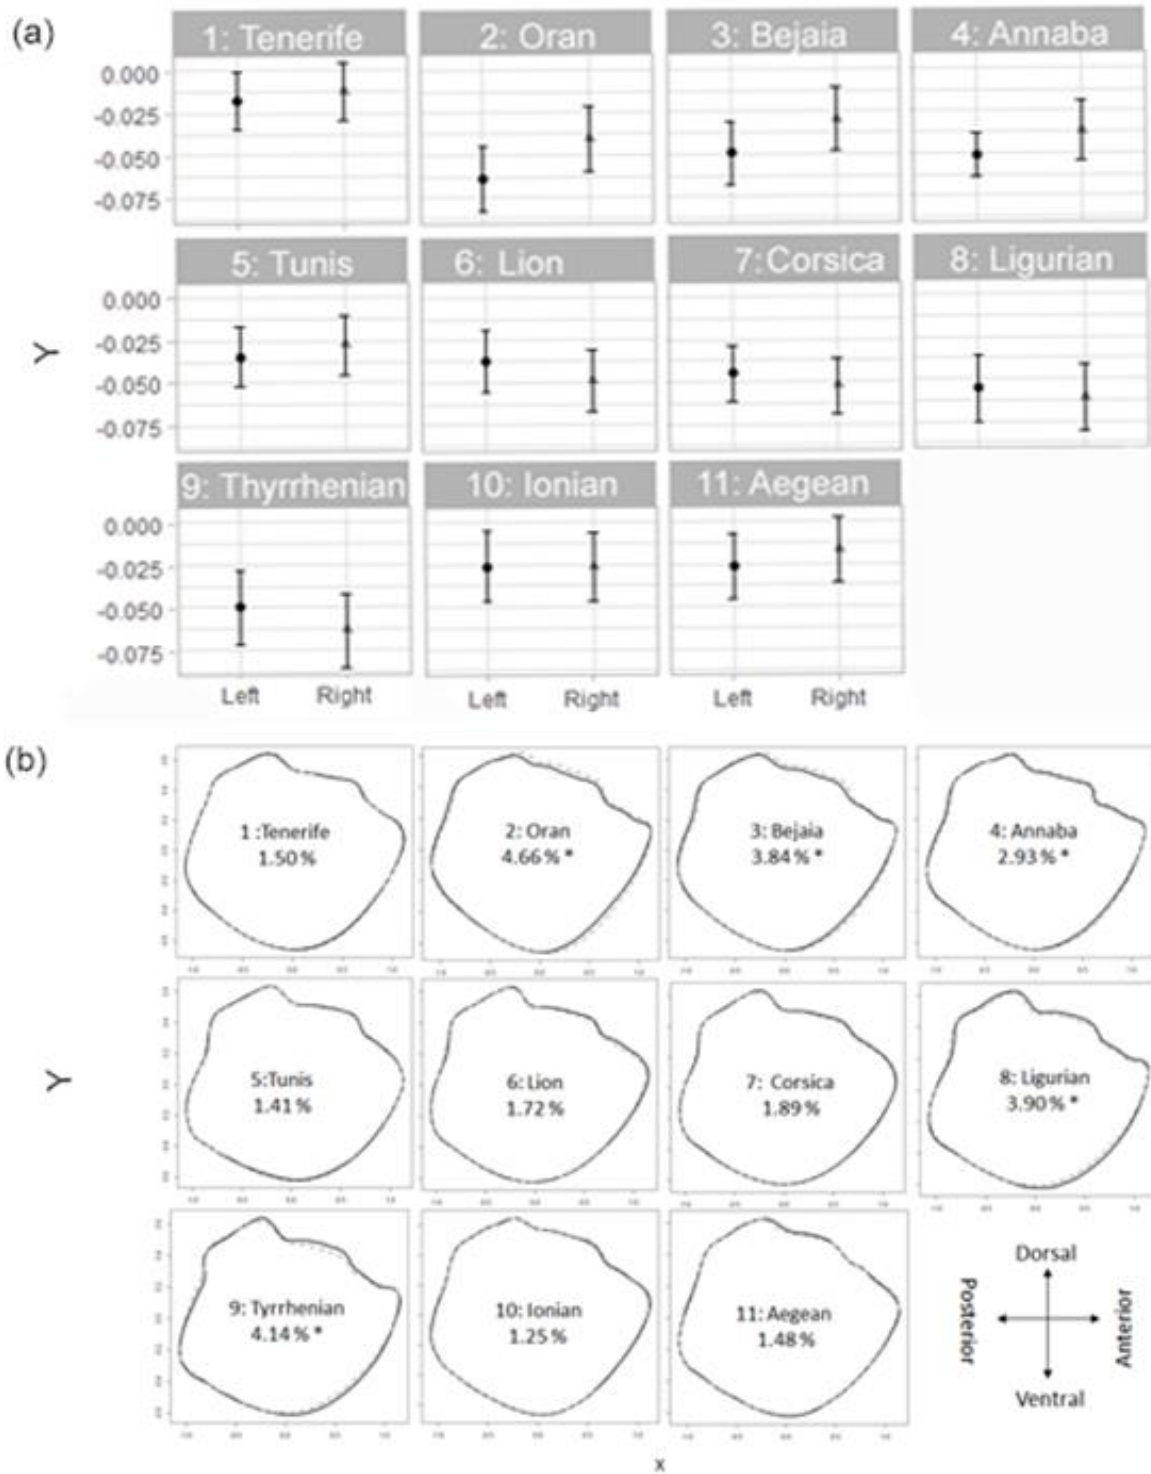 (a)
1: Tenerife 2: Oran 3: Bejaia 4: Annaba
0.000
-0.025
-0.050
-0.075
5: Tunis 6: Lion 7:Corsica 8: Ligurian
0.000
-0.025
-0.050
-0.075
Y
9: Thyrrhenian 10: Ionian 11: Aegean
0.000
-0.025
-0.050
-0.075
Left Right Left Right Left Right
(b)
1 :Tenerife 2: Oran 3: Bejaia 4: Annaba
1.50 % 4.66 % * 3.84 % * 2.93 % *
Y
5:Tunis 6: Lion 7: Corsica 8: Ligurian
1.41 % 1.72 % 1.89 % 3.90 % *
9: Tyrrhenian 10: Ionian 11: Aegean
4.14 % * 1.25 % 1.48 %
Dorsal
Posterior Anterior
Ventral
x